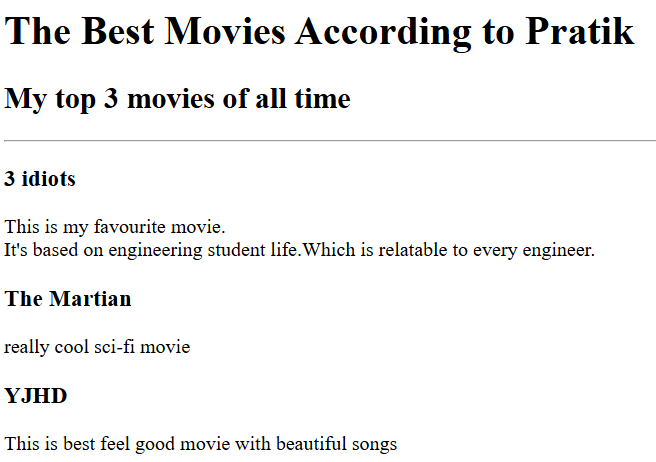 The Best Movies According to Pratik
My top 3 movies of all time
3 idiots
This is my favourite movie.
It's based on engineering student life.Which is relatable to every engineer.
The Martian
really cool sci-fi movie
YJHD
This is best feel good movie with beautiful songs